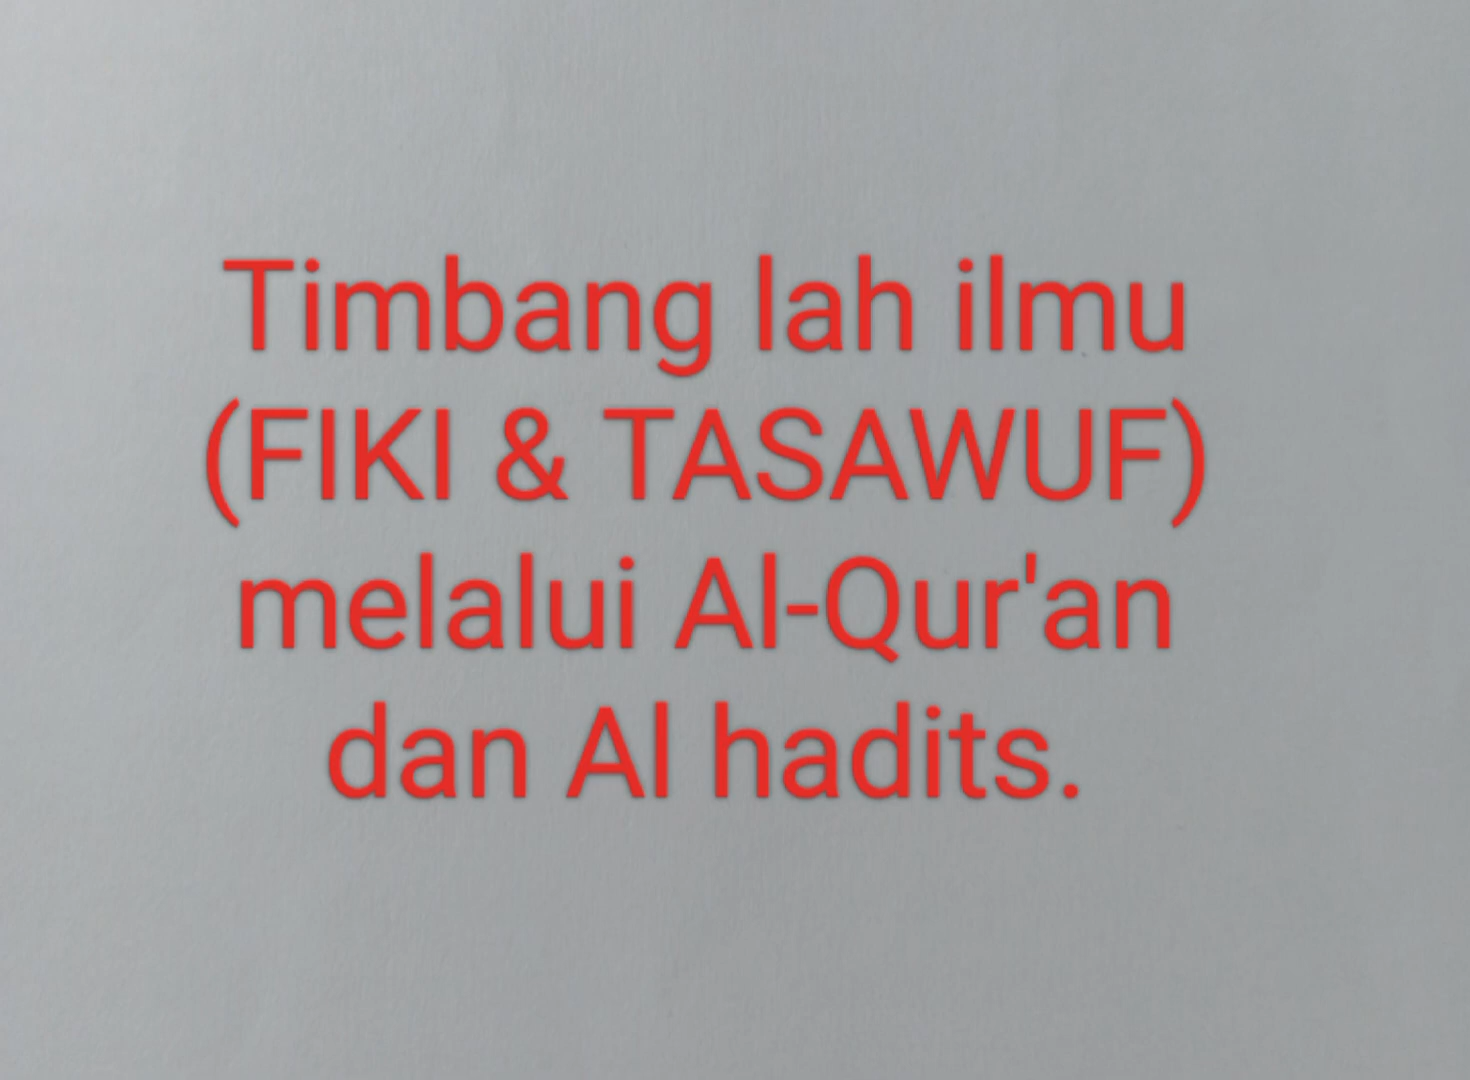 Timbang lah ilmu
(FIKI & TASAWUF)
melalui Al-Qur'an
dan Al hadits.